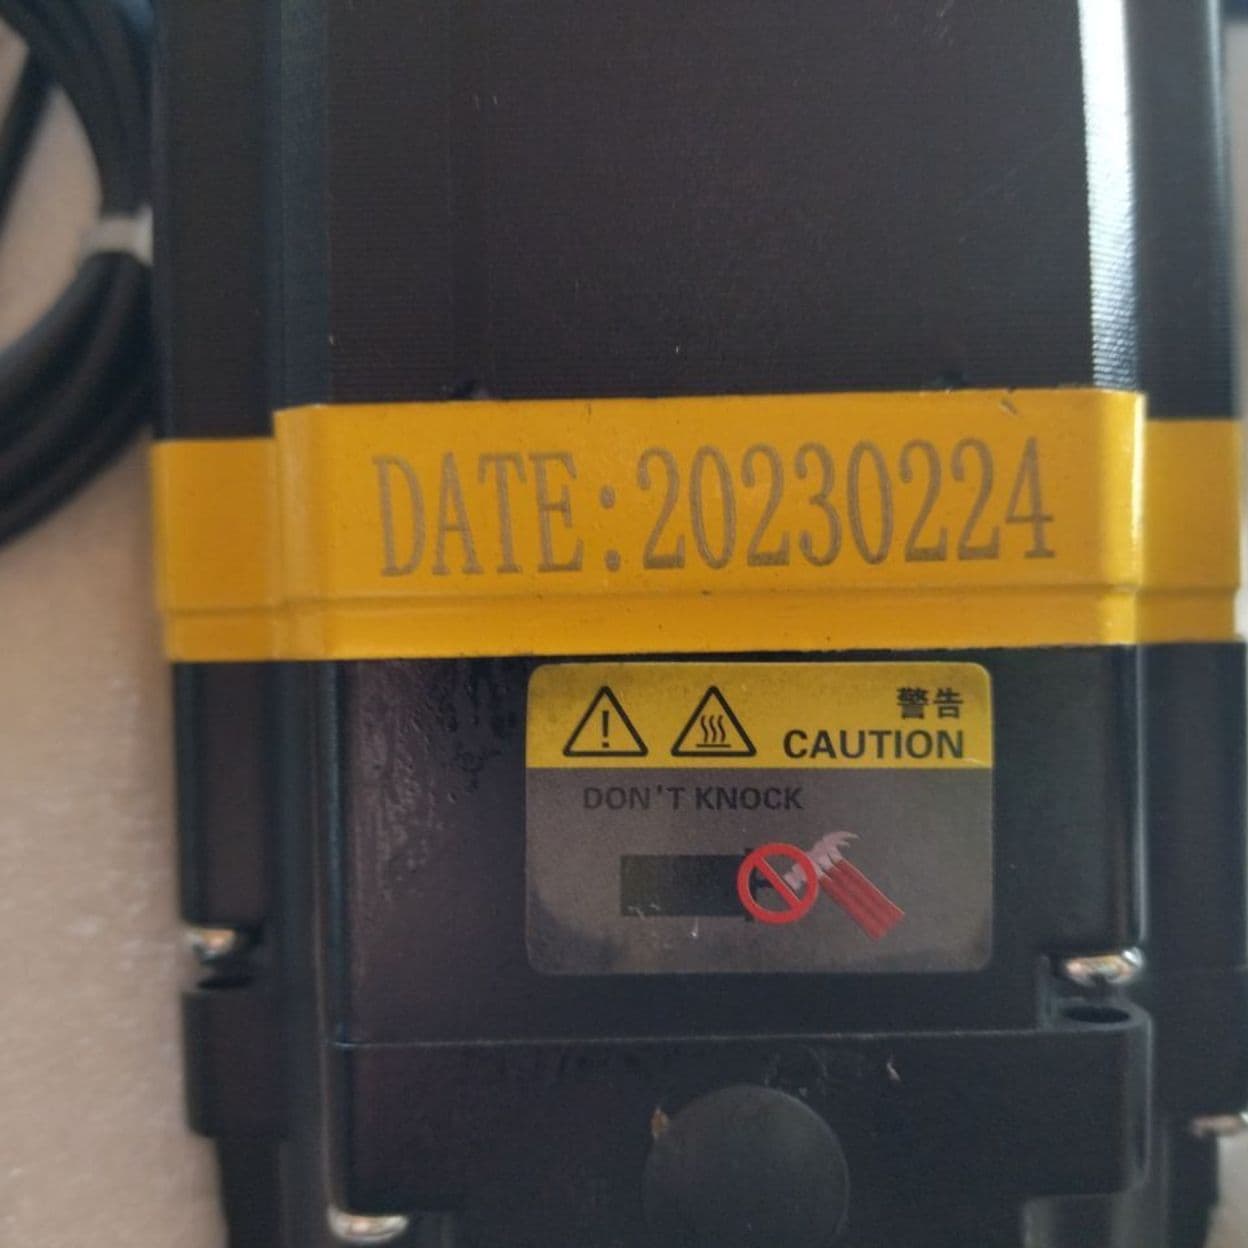 DATE:20230224
警告
CAUTION
DON'T KNOCK